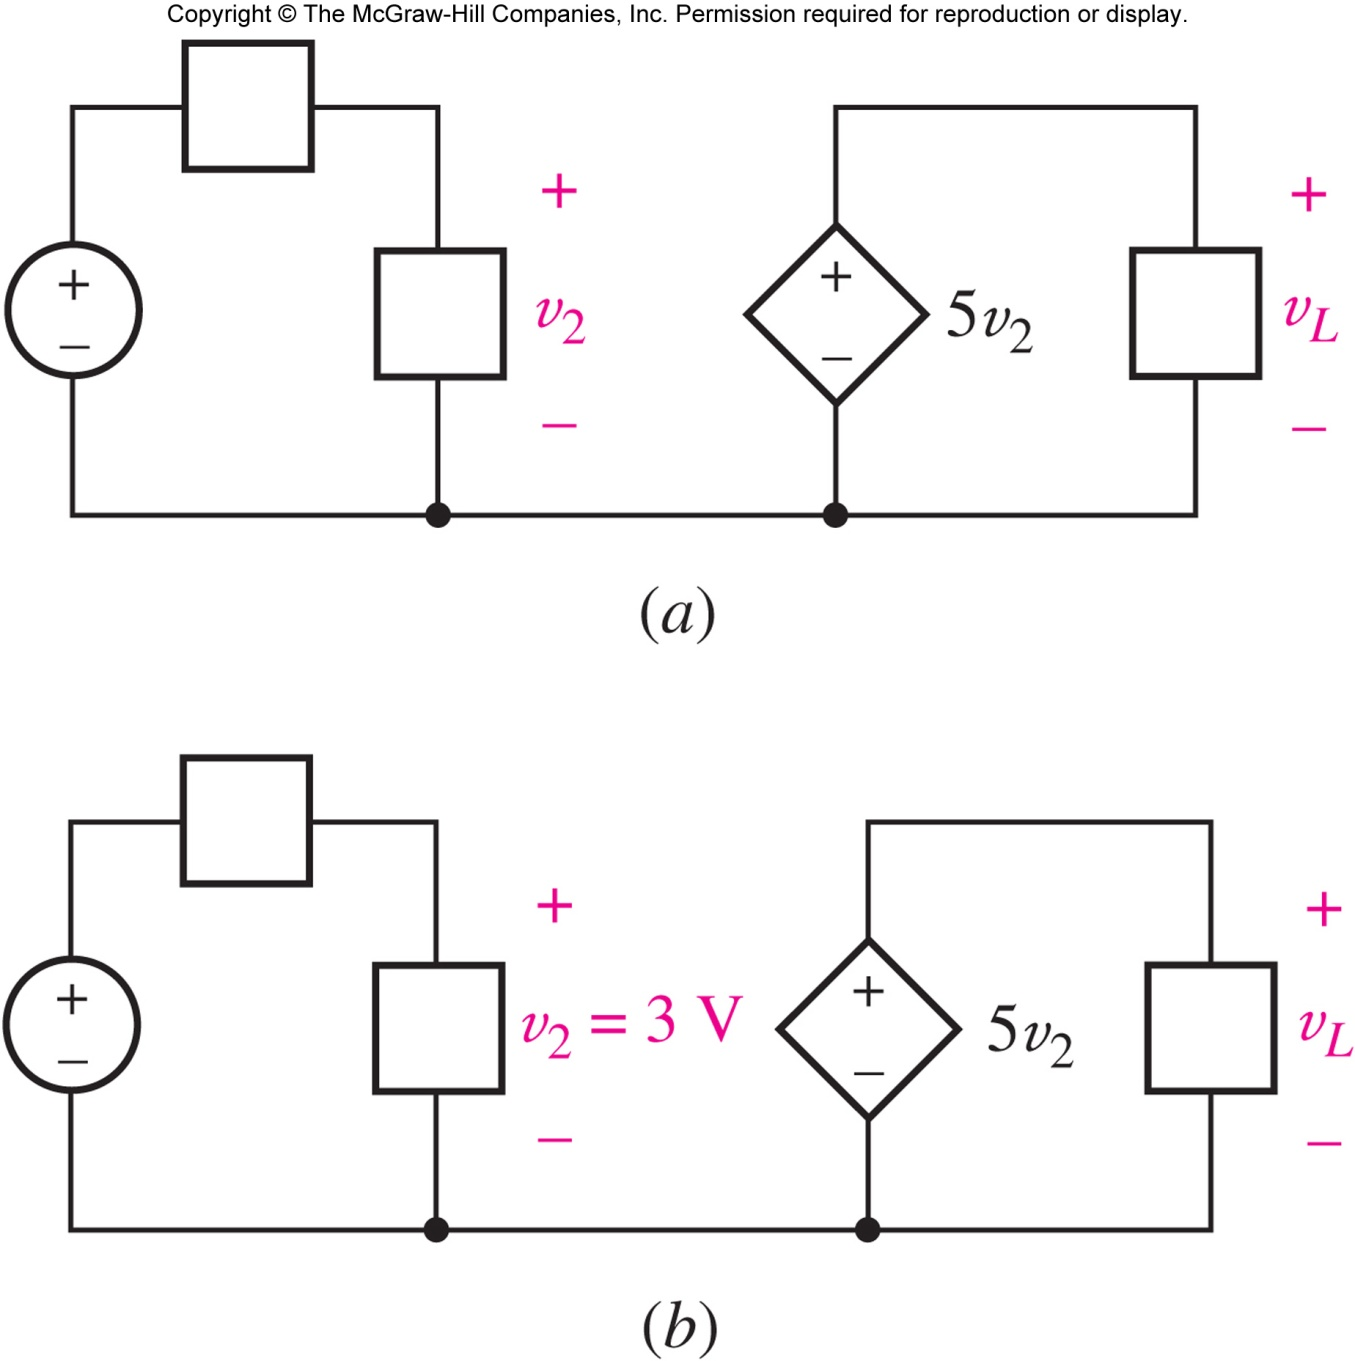 Copyright © The McGraw-Hill Companies, Inc. Permission required for reproduction or display.
+ +
+ +
v2 5v2 vL
– –
– –
(a)
+ +
+ +
v2 = 3 V 5v2 vL
– –
– –
(b)